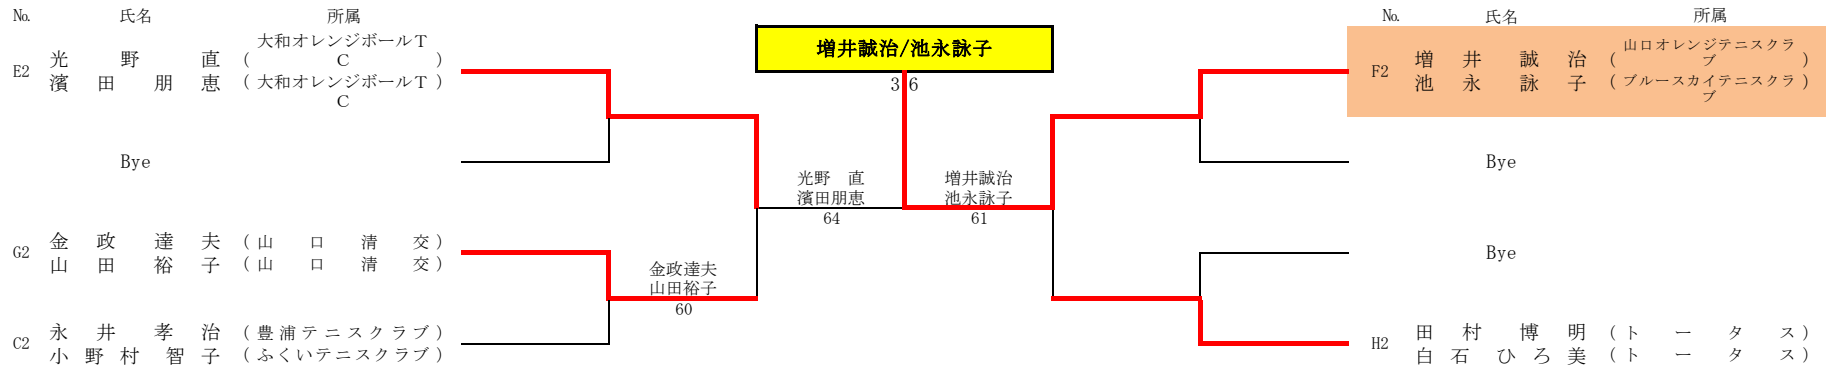 № 氏名 所属
E2 光野 直 (大和オレンジボールＴＣ)
濱田朋恵 (大和オレンジボールＴＣ)
Bye
G2 金政達夫 (山口清交)
山田裕子 (山口清交)
C2 永井孝治 (豊浦テニスクラブ)
小野村智子 (ふくいテニスクラブ)
金政達夫
山田裕子
60
増井誠治/池永詠子
3 6
光野　直
濱田朋恵
64
増井誠治
池永詠子
61
№ 氏名 所属
F2 増井誠治 (山口オレンジテニスクラブ)
池永詠子 (ブルースカイテニスクラブ)
Bye
Bye
H2 田村博明 (トータス)
白石ひろ美 (トータス)